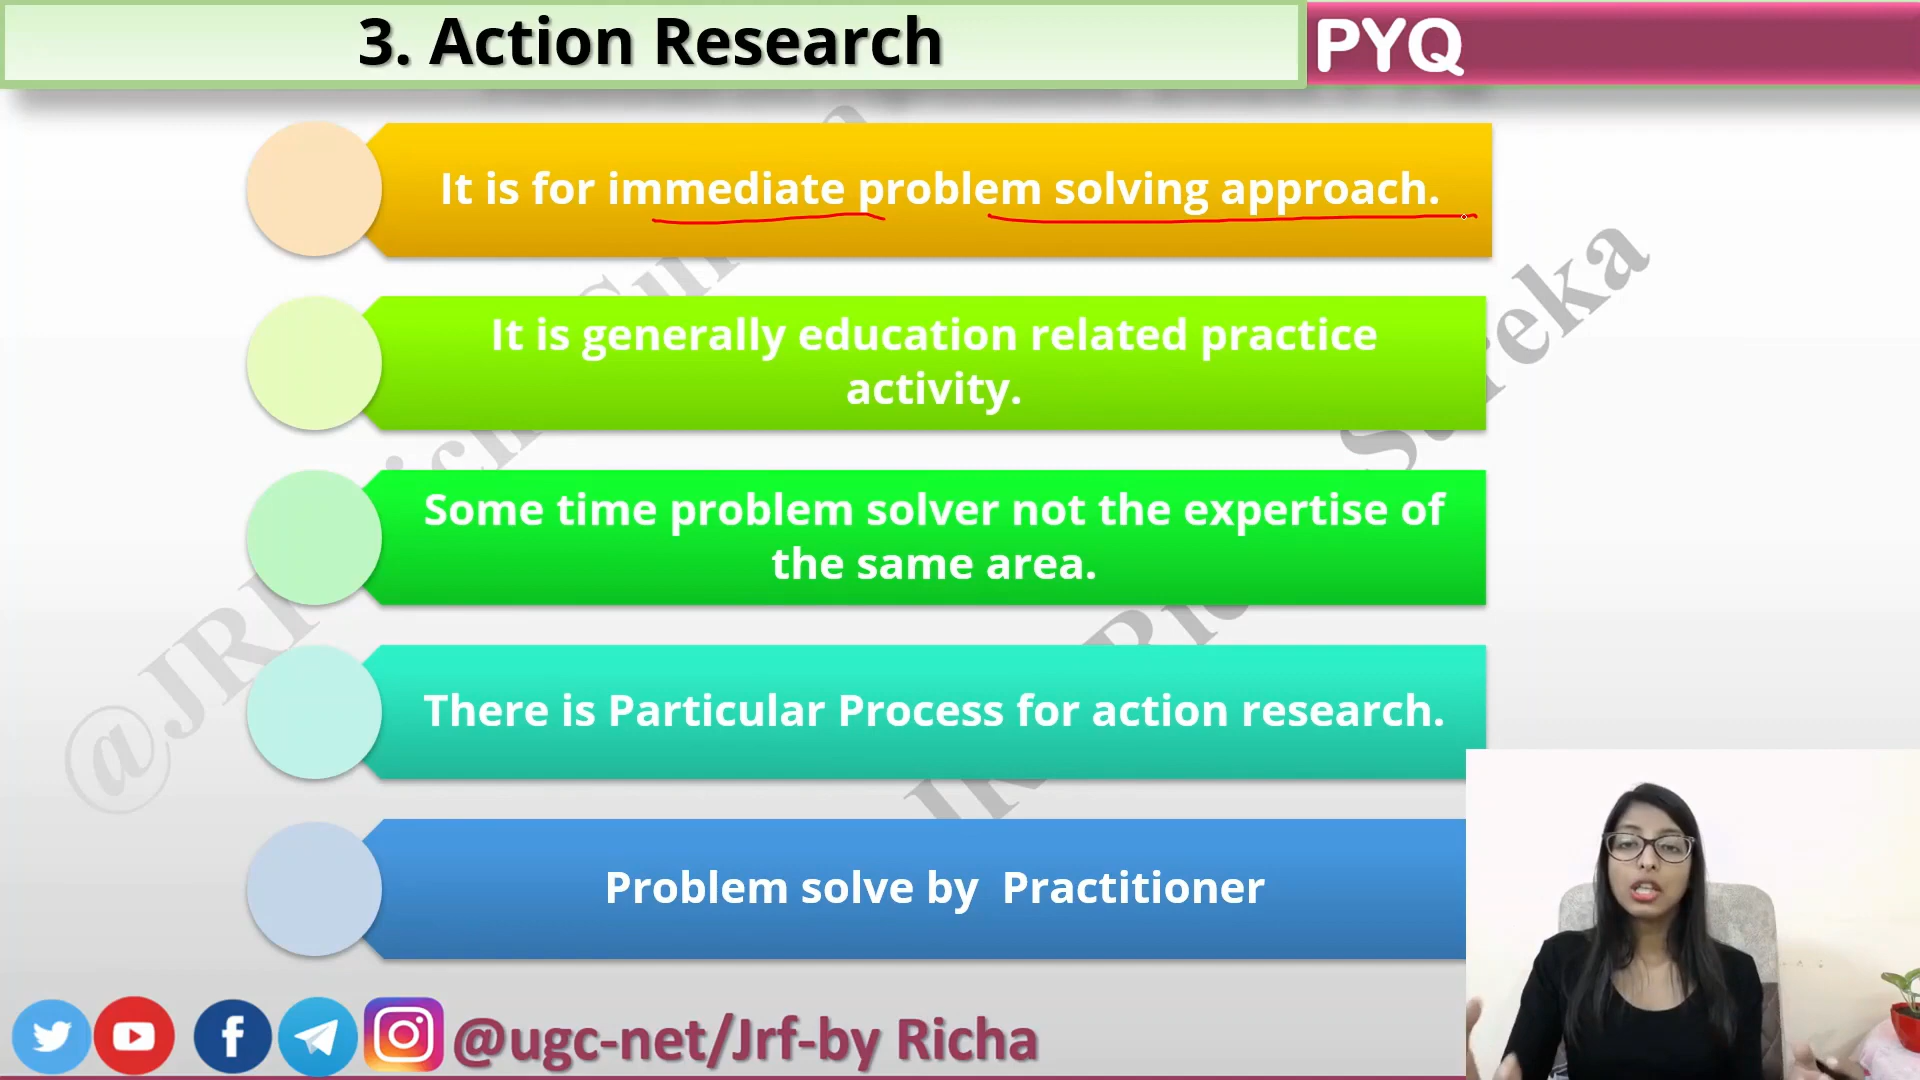 3. Action Research
PYQ
It is for immediate problem solving approach.
It is generally education related practice
activity.
Some time problem solver not the expertise of
the same area.
There is Particular Process for action research.
Problem solve by  Practitioner
@ugc-net/Jrf-by Richa